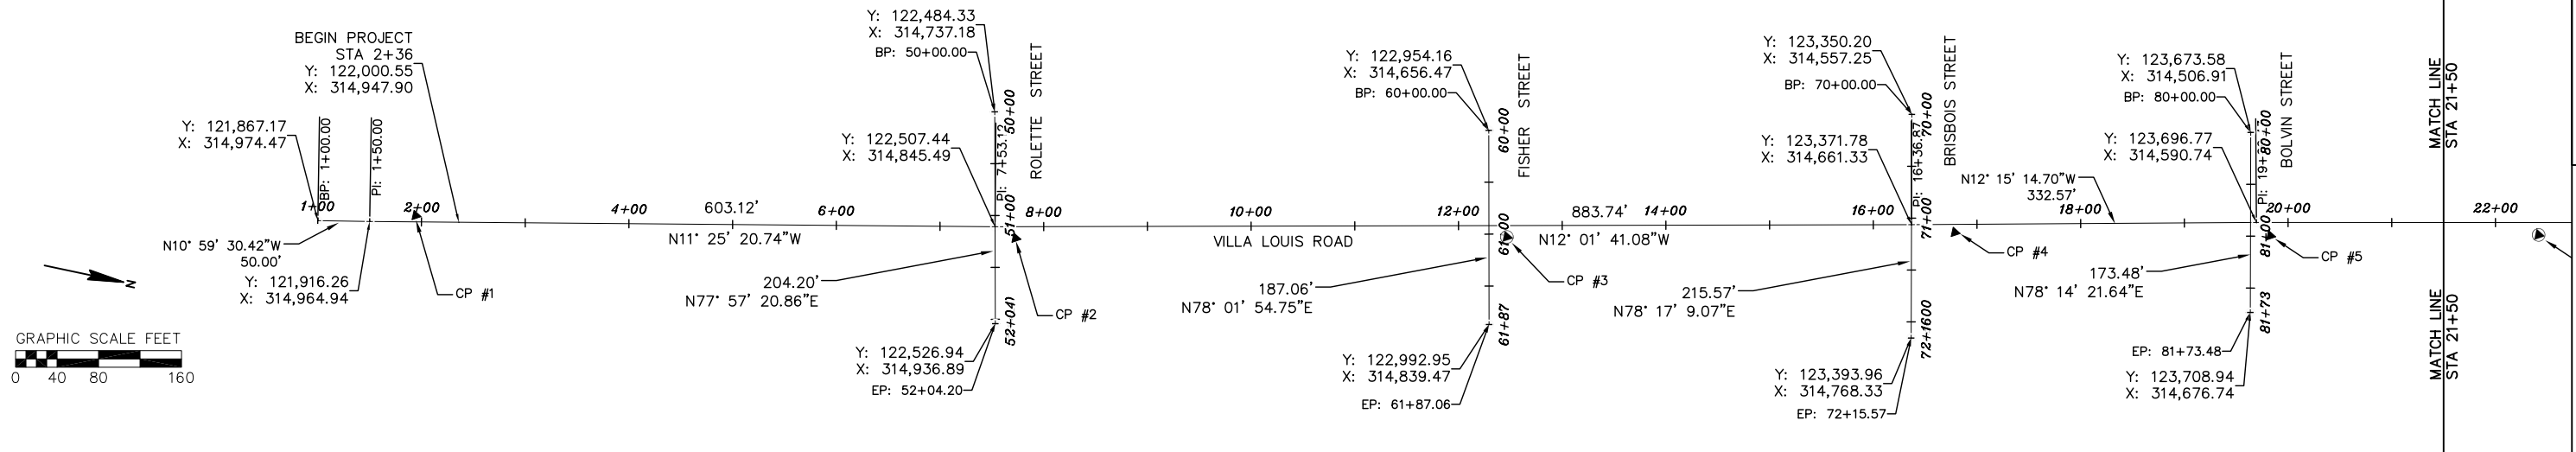 BEGIN PROJECT
STA 2+36
Y: 122,000.55
X: 314,947.90
Y: 121,867.17
X: 314,974.47
BP: 1+00.00
PI: 1+50.00
1+00
2+00
N10° 59' 30.42"W
50.00'
Y: 121,916.26
X: 314,964.94
CP #1
N
GRAPHIC SCALE FEET
0 40 80 160
4+00
603.12'
N11° 25' 20.74"W
6+00
Y: 122,484.33
X: 314,737.18
BP: 50+00.00
Y: 122,507.44
X: 314,845.49
PI: 7+53.12
50+00
ROLETTE STREET
51+00
8+00
204.20'
N77° 57' 20.86"E
CP #2
52+04)
Y: 122,526.94
X: 314,936.89
EP: 52+04.20
10+00
VILLA LOUIS ROAD
Y: 122,954.16
X: 314,656.47
BP: 60+00.00
60+00
FISHER STREET
12+00
61+00
187.06'
N78° 01' 54.75"E
CP #3
61+87
Y: 122,992.95
X: 314,839.47
EP: 61+87.06
883.74'
N12° 01' 41.08"W
14+00
Y: 123,350.20
X: 314,557.25
BP: 70+00.00
Y: 123,371.78
X: 314,661.33
PI: 16+36.87
70+00
BRISBOIS STREET
16+00
71+00
215.57'
N78° 17' 9.07"E
CP #4
72+1600
Y: 123,393.96
X: 314,768.33
EP: 72+15.57
N12° 15' 14.70"W
332.57'
18+00
Y: 123,673.58
X: 314,506.91
BP: 80+00.00
Y: 123,696.77
X: 314,590.74
80+00
BOLVIN STREET
20+00
81+00
173.48'
N78° 14' 21.64"E
CP #5
81+73
EP: 81+73.48
Y: 123,708.94
X: 314,676.74
MATCH LINE
STA 21+50
MATCH LINE
STA 21+50
22+00